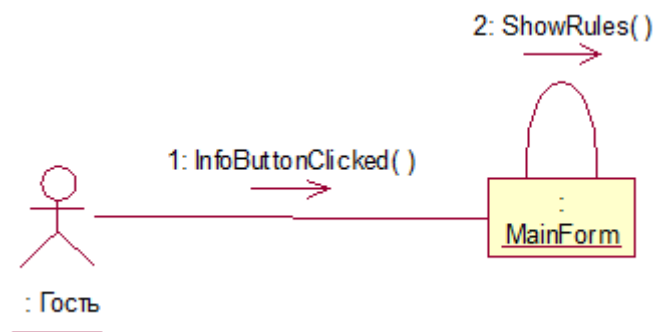 2: ShowRules( )
1: InfoButtonClicked( )
:
MainForm
: Гость